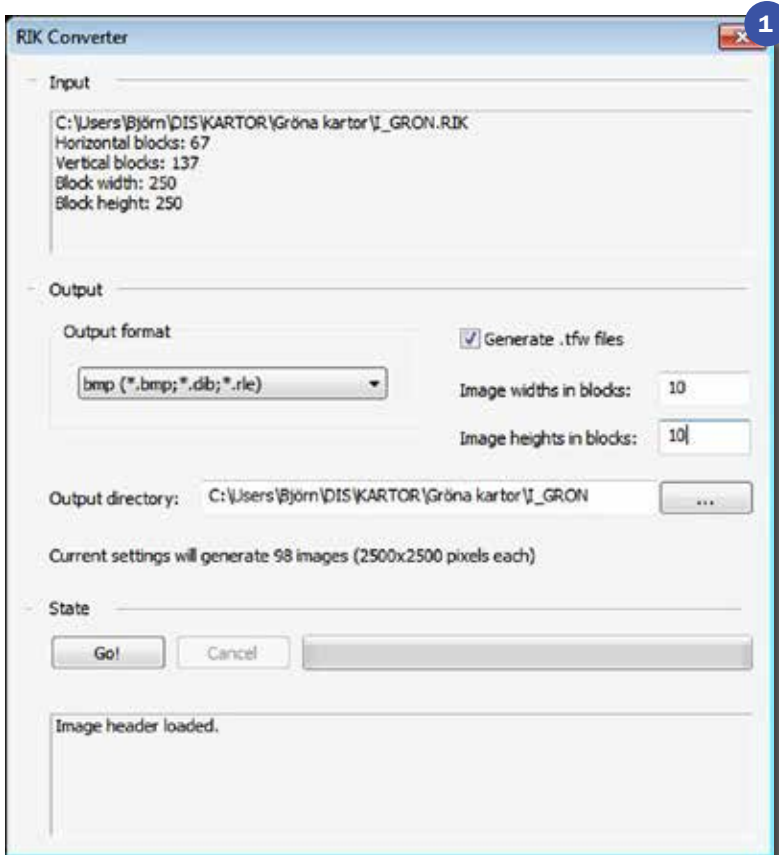 1
RIK Converter
Input
C:\Users\Björn\DIS\KARTOR\Gröna kartor\I_GRON.RIK
Horizontal blocks: 67
Vertical blocks: 137
Block width: 250
Block height: 250
Output
Output format
Generate .tfw files
bmp (*.bmp;*.dib;*.rle)
Image widths in blocks: 10
Image heights in blocks: 10
Output directory: C:\Users\Björn\DIS\KARTOR\Gröna kartor\I_GRON ...
Current settings will generate 98 images (2500x2500 pixels each)
State
Go! Cancel
Image header loaded.